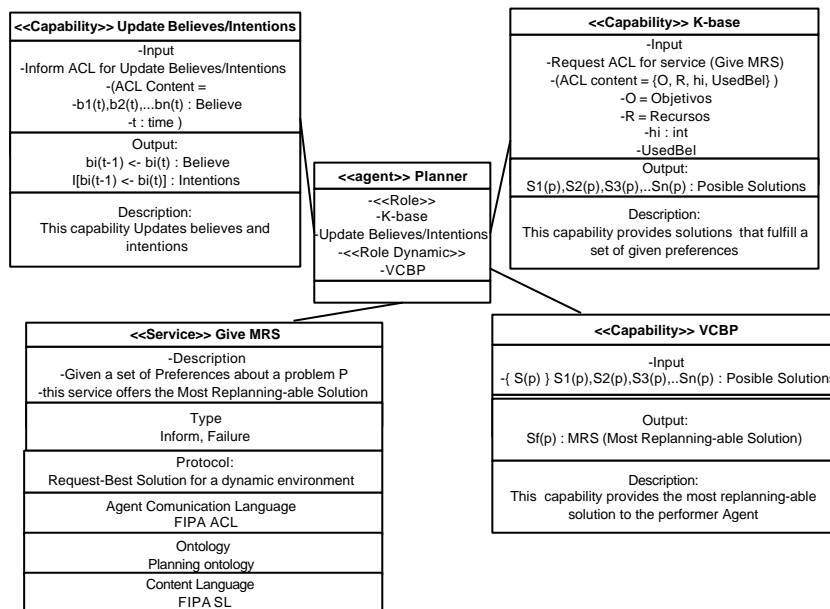 <<Capability>> Update Believes/Intentions
-Input
-Inform ACL for Update Believes/Intentions
-(ACL Content =
-b1(t),b2(t),...bn(t) : Believe
-t : time )
Output:
bi(t-1) <- bi(t) : Believe
I[bi(t-1) <- bi(t)] : Intentions
Description:
This capability Updates believes and
intentions
<<Capability>> K-base
-Input
-Request ACL for service (Give MRS)
-(ACL content = {O, R, hi, UsedBel} )
-O = Objetivos
-R = Recursos
-hi : int
-UsedBel
Output:
S1(p),S2(p),S3(p),..Sn(p) : Posible Solutions
Description:
This capability provides solutions that fulfill a
set of given preferences
<<agent>> Planner
-<<Role>>
-K-base
-Update Believes/Intentions
-<<Role Dynamic>>
-VCBP
<<Service>> Give MRS
-Description
-Given a set of Preferences about a problem P
-this service offers the Most Replanning-able Solution
Type
Inform, Failure
Protocol:
Request-Best Solution for a dynamic environment
Agent Comunication Language
FIPA ACL
Ontology
Planning ontology
Content Language
FIPA SL
<<Capability>> VCBP
-Input
-{ S(p) } S1(p),S2(p),S3(p),..Sn(p) : Posible Solutions
Output:
Sf(p) : MRS (Most Replanning-able Solution)
Description:
This capability provides the most replanning-able
solution to the performer Agent